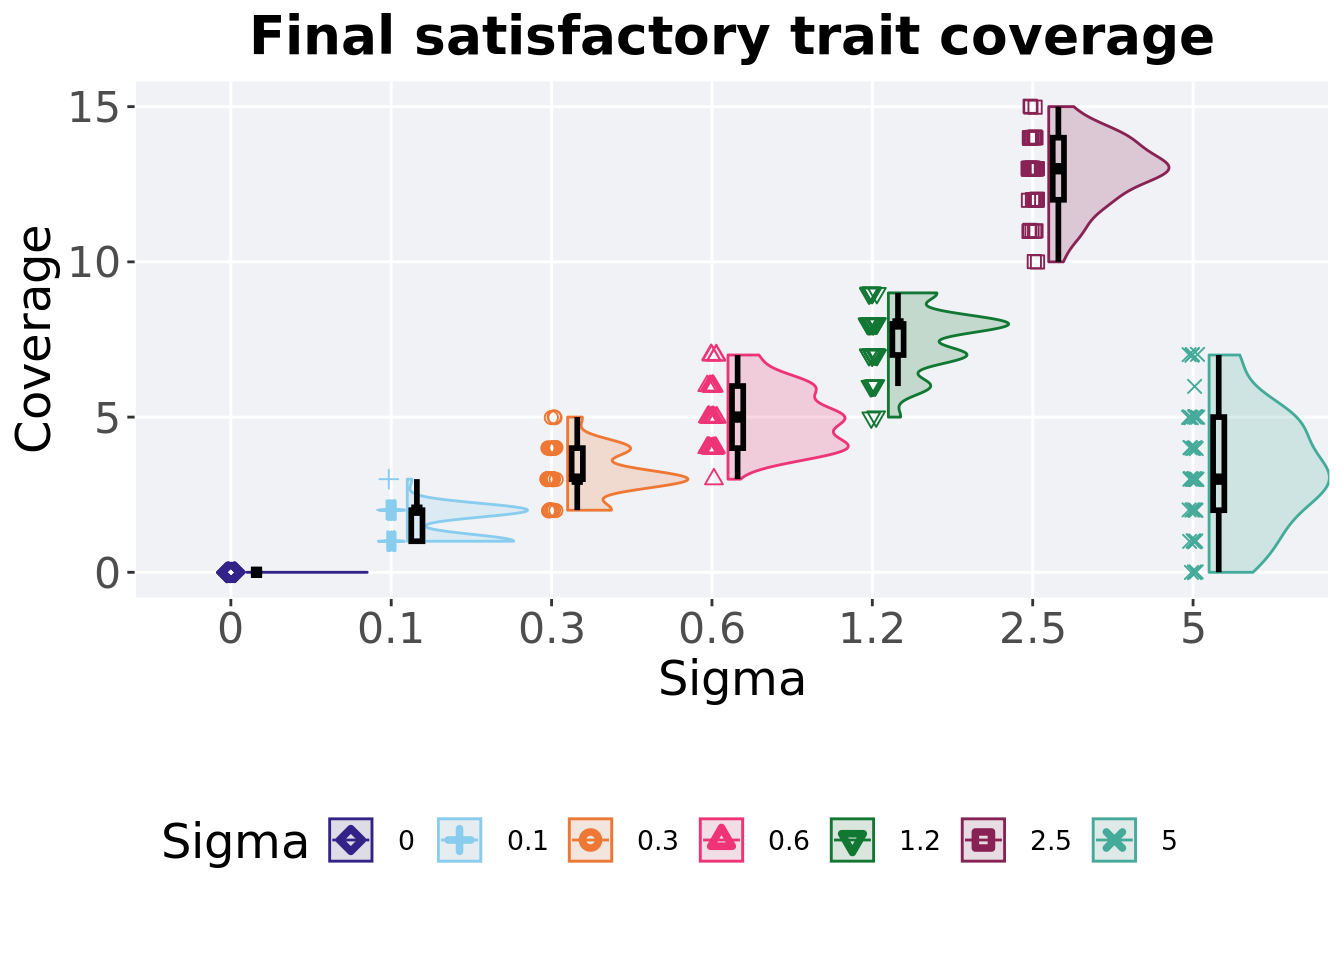 Final satisfactory trait coverage
15
10
5
0
Coverage
0 0.1 0.3 0.6 1.2 2.5 5
Sigma
Sigma 0 0.1 0.3 0.6 1.2 2.5 5